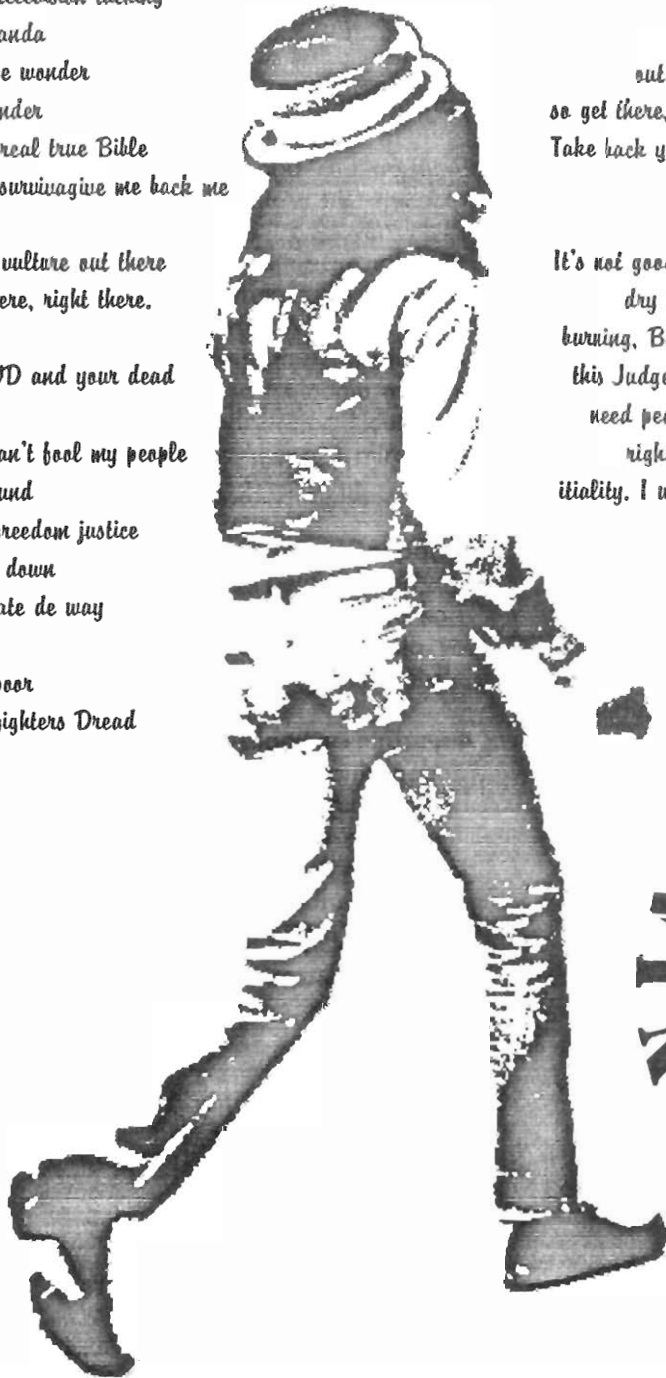 anda
e wonder
nder
real true Bible
survivagive me back me
vulture out there
ere, right there.
D and your dead
an't fool my people
und
reedom justice
down
ate de way
oor
ighters Dread
out
so get there,
Take back y
It's not goo
dry
burning, B
this Judge
need pe
righ
itiality. I w